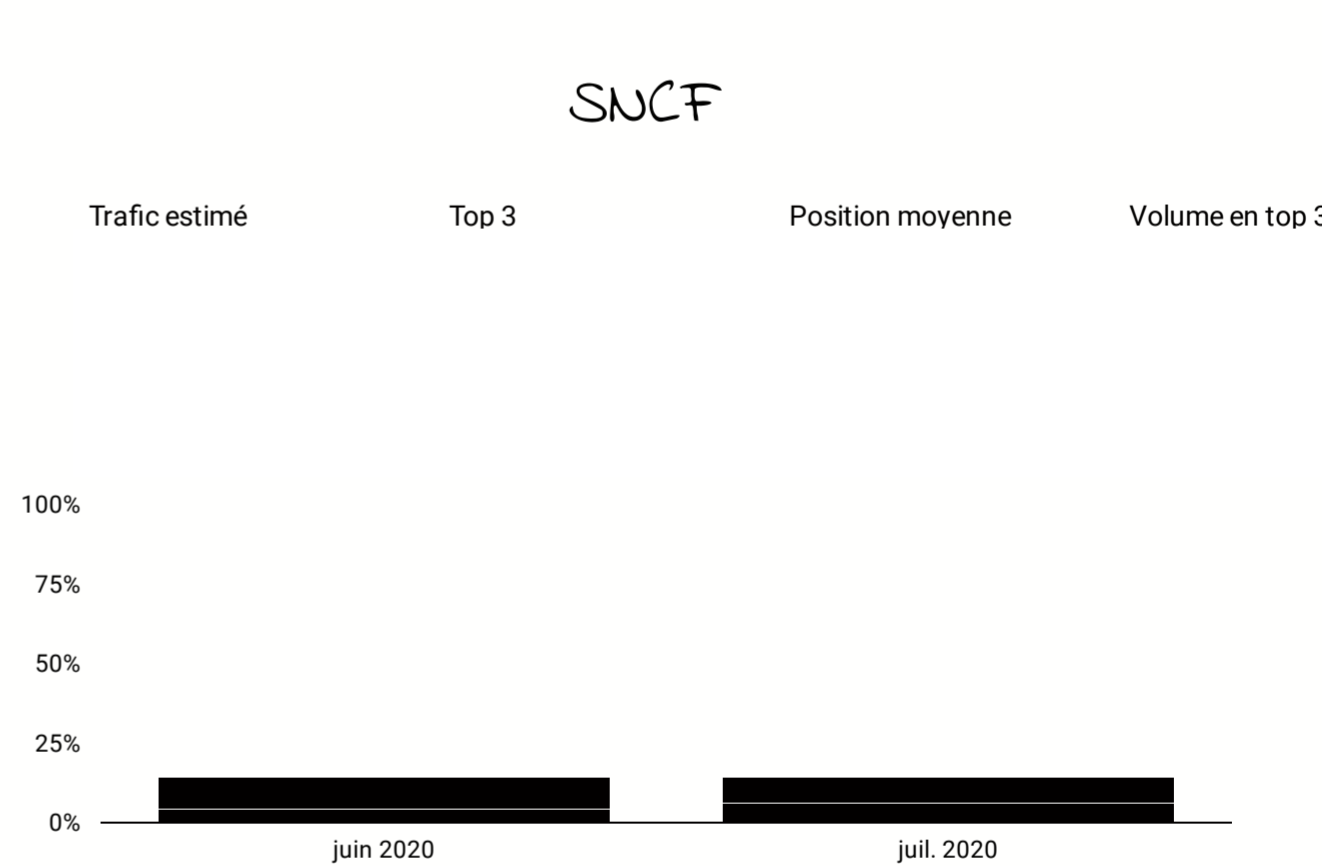 SNCF
Trafic estimé Top 3 Position moyenne Volume en top 3
100%
75%
50%
25%
0%
juin 2020 juil. 2020